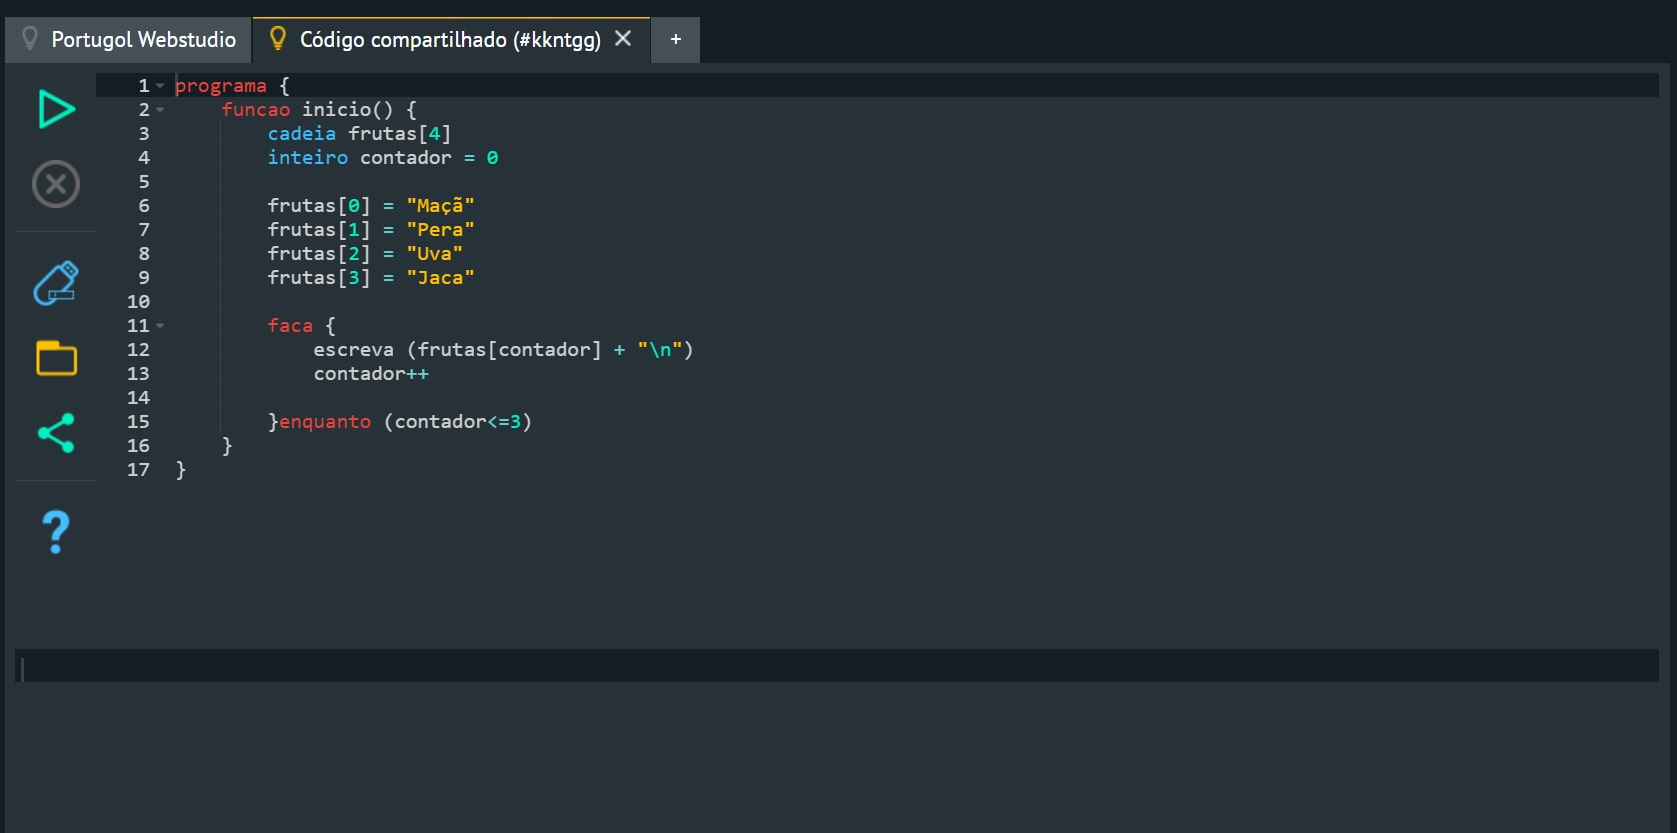 Portugol Webstudio
Código compartilhado (#kkntgg)
+
1 programa {
2     funcao inicio() {
3         cadeia frutas[4]
4         inteiro contador = 0
5
6         frutas[0] = "Maçã"
7         frutas[1] = "Pera"
8         frutas[2] = "Uva"
9         frutas[3] = "Jaca"
10
11         faca {
12             escreva (frutas[contador] + "\n")
13             contador++
14
15         }enquanto (contador<=3)
16     }
17 }
?